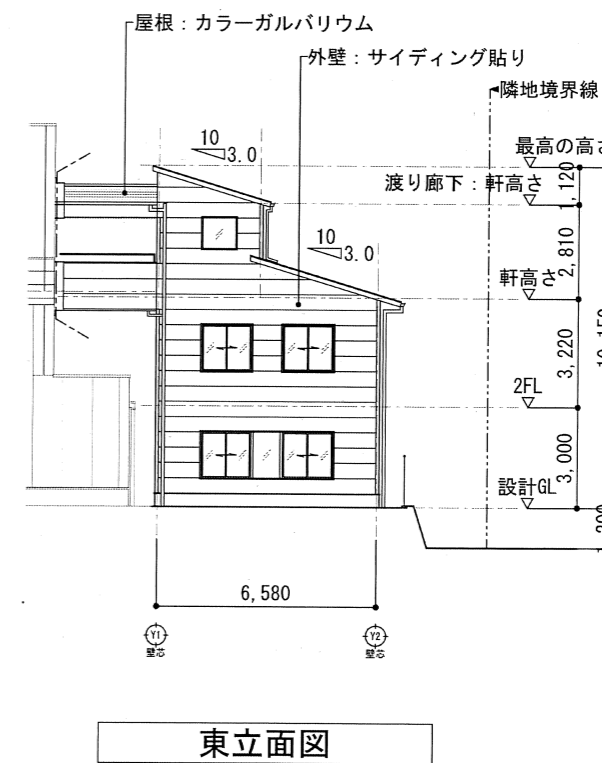 屋根：カラーガルバリウム
外壁：サイディング貼り
隣地境界線
10
3.0
最高の高さ
1,120
渡り廊下：軒高さ
10
3.0
2,810
軒高さ
3,220
10,150
2FL
3,000
設計GL
6,580
Y1
壁芯
Y2
壁芯
東立面図